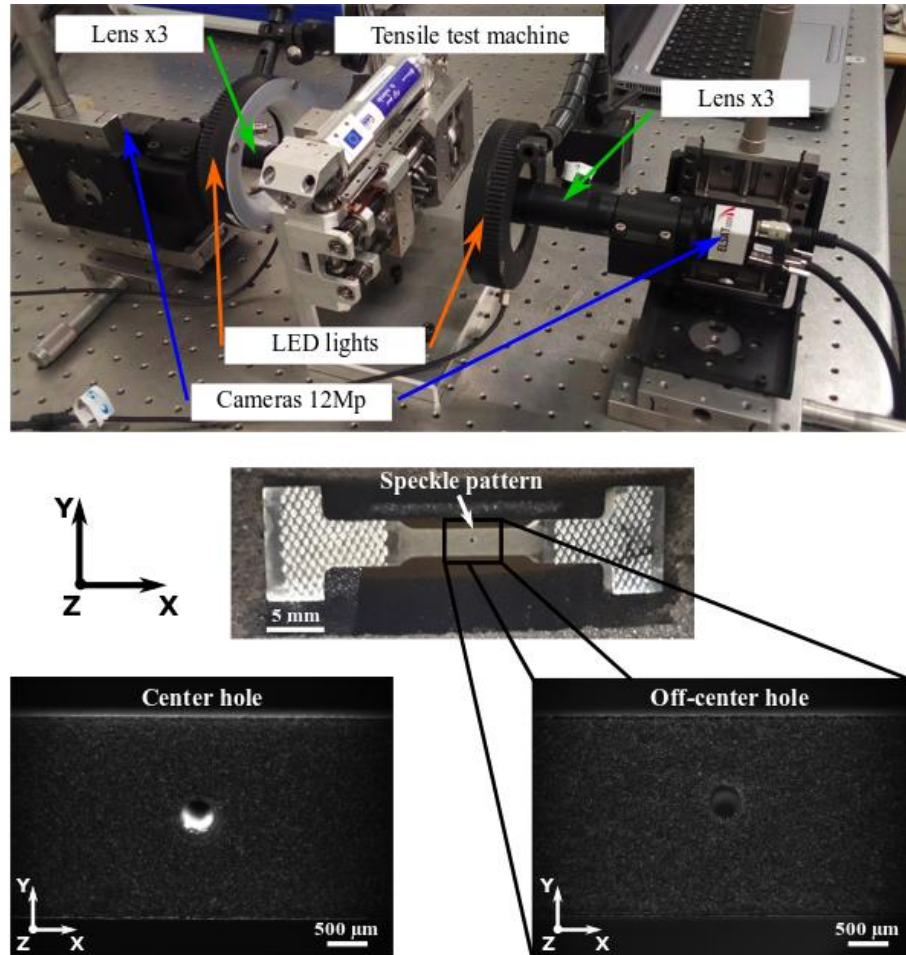 Lens x3
Tensile test machine
Lens x3
LED lights
Cameras 12Mp
Speckle pattern
Y
Z
X
5 mm
Center hole
Off-center hole
Y
Z
X
500 μm
Y
Z
X
500 μm